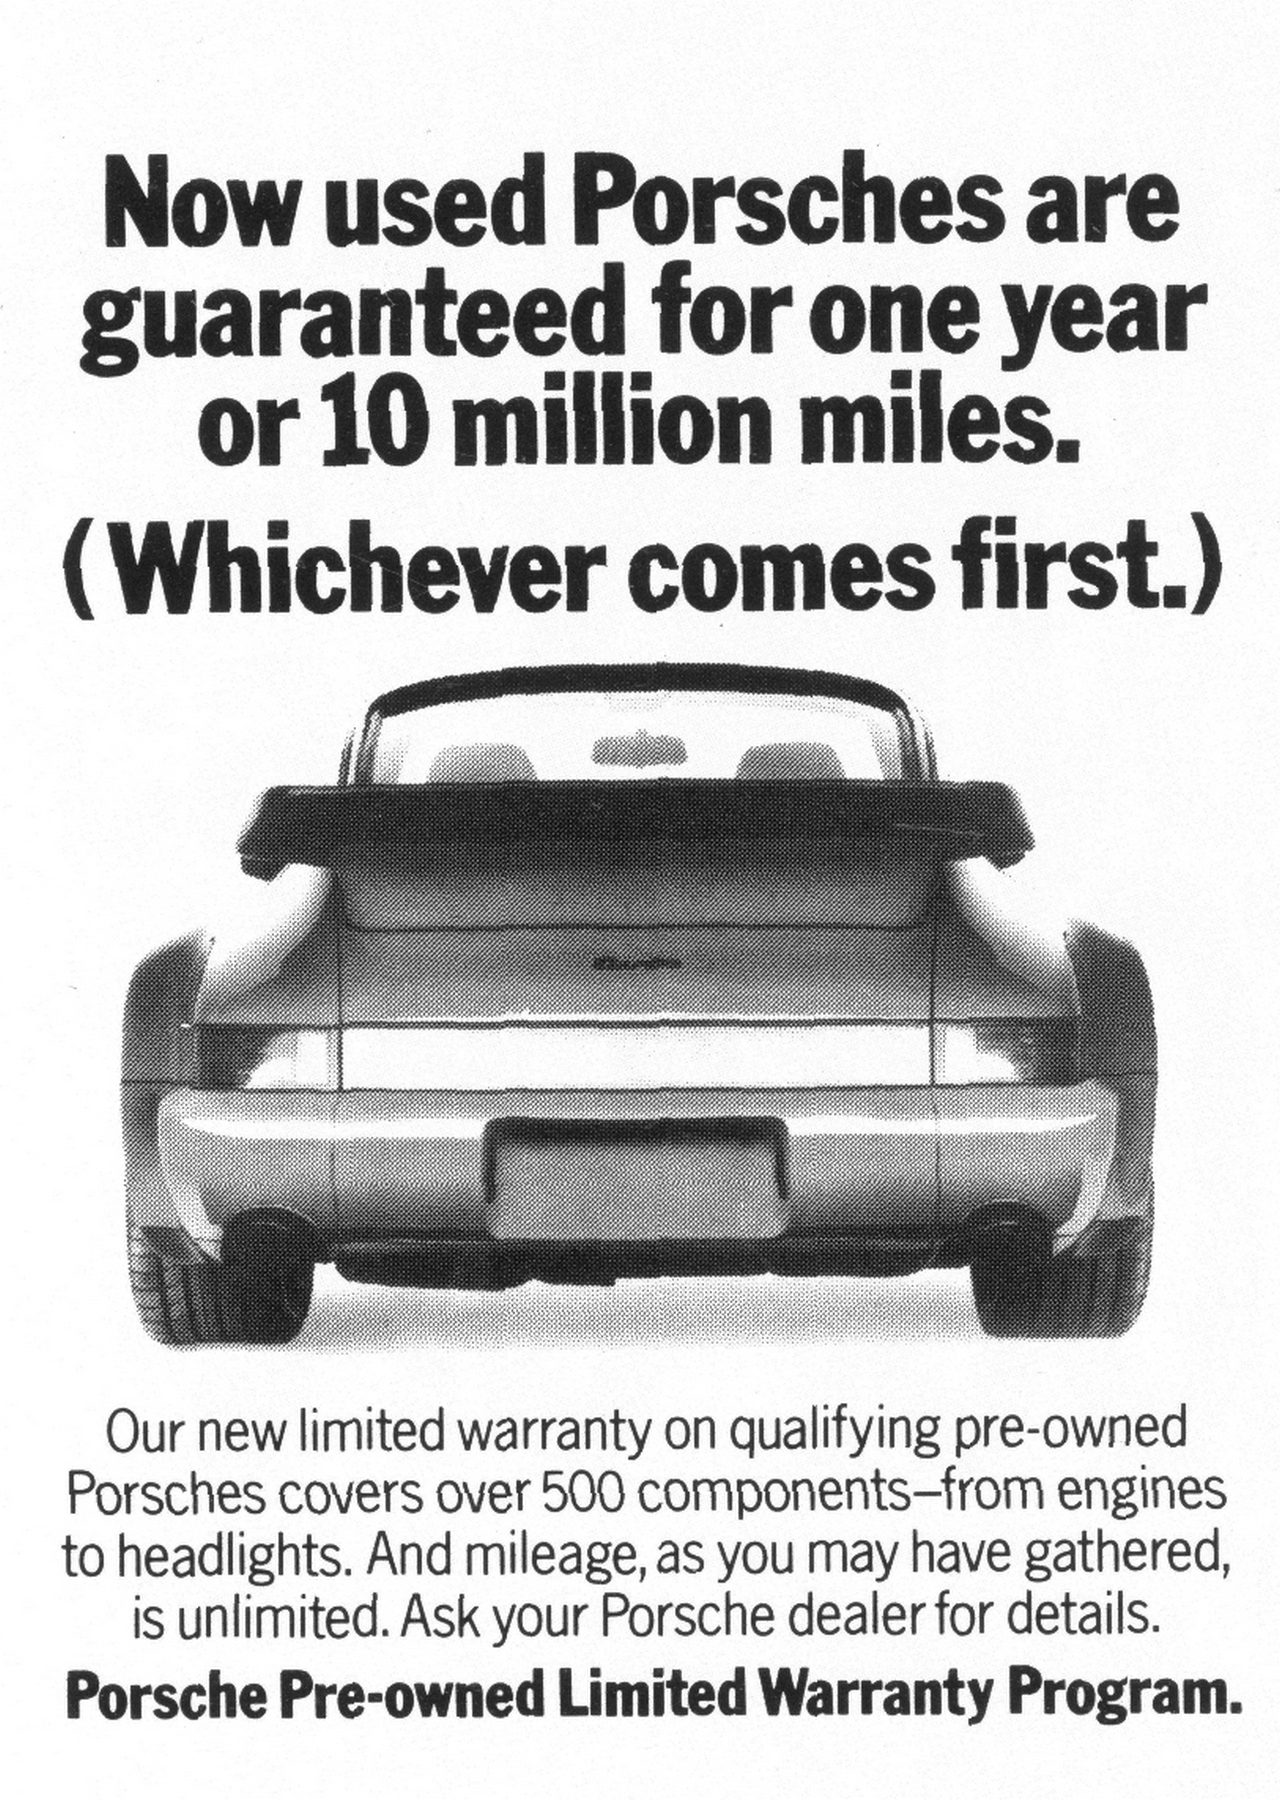 Now used Porsches are
guaranteed for one year
or 10 million miles.
(Whichever comes first.)
Our new limited warranty on qualifying pre-owned
Porsches covers over 500 components–from engines
to headlights. And mileage, as you may have gathered,
is unlimited. Ask your Porsche dealer for details.
Porsche Pre-owned Limited Warranty Program.